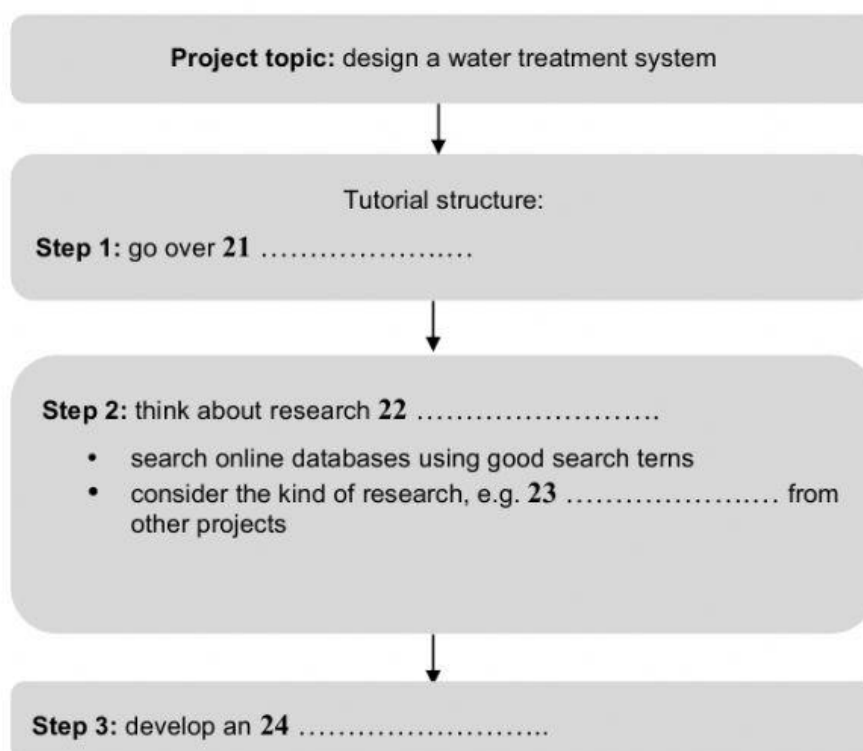 Project topic: design a water treatment system
Tutorial structure:
Step 1: go over 21 ………………….….
Step 2: think about research 22 …………………….
• search online databases using good search terns
• consider the kind of research, e.g. 23 ………………….…. from
other projects
Step 3: develop an 24 ……………………..